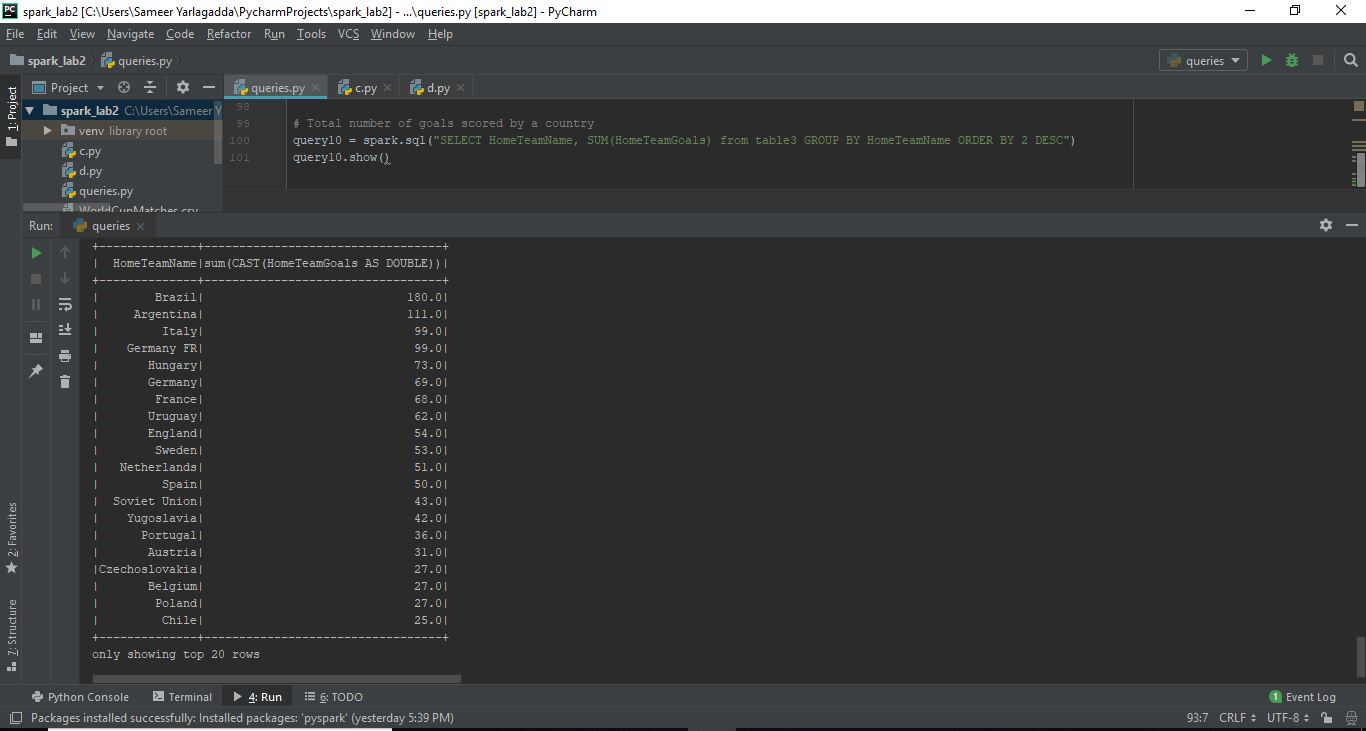 spark_lab2 [C:\Users\Sameer Yarlagadda\PycharmProjects\spark_lab2] - ...\queries.py [spark_lab2] - PyCharm
File Edit View Navigate Code Refactor Run Tools VCS Window Help
spark_lab2 queries.py queries
Project queries.py c.py d.py
1: Project
spark_lab2 C:\Users\Sameer Y
venv library root
c.py
d.py
queries.py
WorldCupMatches.csv
98
99 # Total number of goals scored by a country
100 query10 = spark.sql("SELECT HomeTeamName, SUM(HomeTeamGoals) from table3 GROUP BY HomeTeamName ORDER BY 2 DESC")
101 query10.show()
Run: queries
+--------------+----------------------------------+
|  HomeTeamName|sum(CAST(HomeTeamGoals AS DOUBLE))|
+--------------+----------------------------------+
|        Brazil|                             180.0|
|     Argentina|                             111.0|
|         Italy|                              99.0|
|    Germany FR|                              99.0|
|       Hungary|                              73.0|
|       Germany|                              69.0|
|        France|                              68.0|
|       Uruguay|                              62.0|
|       England|                              54.0|
|        Sweden|                              53.0|
|   Netherlands|                              51.0|
|         Spain|                              50.0|
|  Soviet Union|                              43.0|
|    Yugoslavia|                              42.0|
|      Portugal|                              36.0|
|       Austria|                              31.0|
|Czechoslovakia|                              27.0|
|       Belgium|                              27.0|
|        Poland|                              27.0|
|         Chile|                              25.0|
+--------------+----------------------------------+
only showing top 20 rows
2: Favorites
7: Structure
Python Console Terminal 4: Run 6: TODO 1 Event Log
Packages installed successfully: Installed packages: 'pyspark' (yesterday 5:39 PM) 93:7 CRLF UTF-8